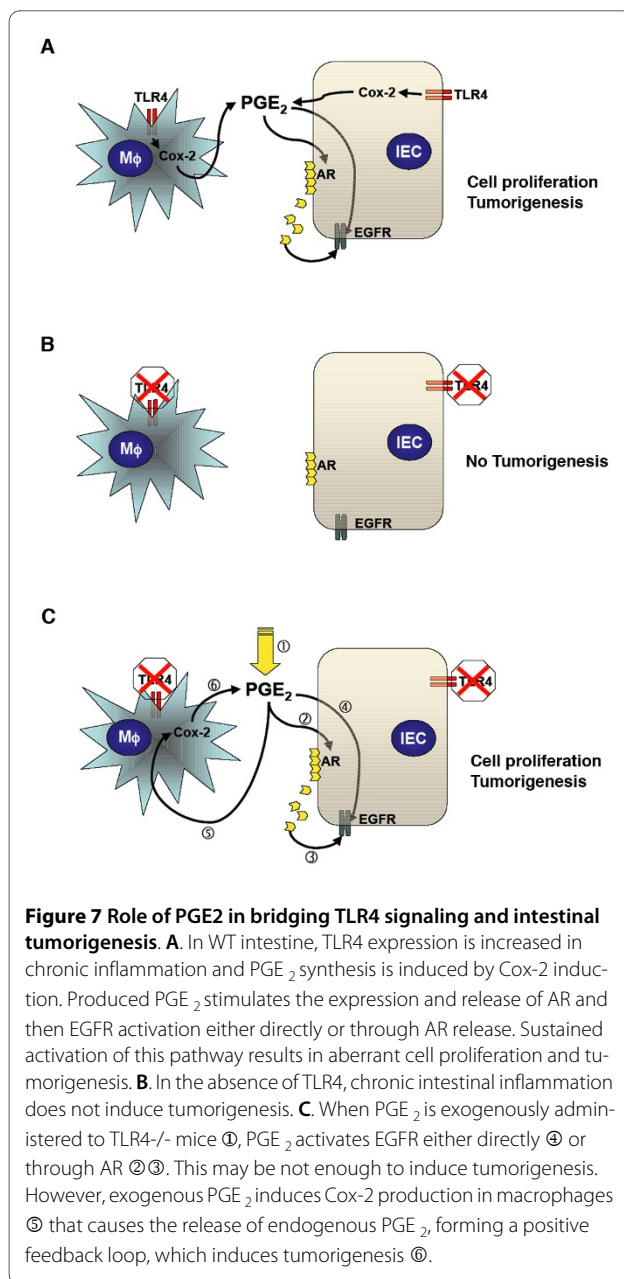 A
TLR4
Cox-2
Mϕ
PGE2
Cox-2
TLR4
IEC
AR
EGFR
Cell proliferation
Tumorigenesis
B
TLR4
Mϕ
TLR4
IEC
AR
EGFR
No Tumorigenesis
C
①
TLR4
⑥
PGE2
④
TLR4
Mϕ
Cox-2
②
IEC
AR
Cell proliferation
Tumorigenesis
EGFR
⑤
③
Figure 7 Role of PGE2 in bridging TLR4 signaling and intestinal
tumorigenesis. A. In WT intestine, TLR4 expression is increased in
chronic inflammation and PGE 2 synthesis is induced by Cox-2 induc-
tion. Produced PGE 2 stimulates the expression and release of AR and
then EGFR activation either directly or through AR release. Sustained
activation of this pathway results in aberrant cell proliferation and tu-
morigenesis. B. In the absence of TLR4, chronic intestinal inflammation
does not induce tumorigenesis. C. When PGE 2 is exogenously admin-
istered to TLR4-/- mice ①, PGE 2 activates EGFR either directly ④ or
through AR ②③. This may be not enough to induce tumorigenesis.
However, exogenous PGE 2 induces Cox-2 production in macrophages
⑤ that causes the release of endogenous PGE 2, forming a positive
feedback loop, which induces tumorigenesis ⑥.